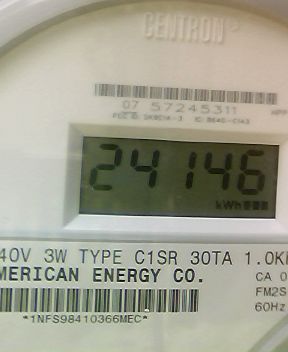 CENTRON®
07 57245311
24146
kWh
40V 3W TYPE C1SR 30TA 1.0K
MERICAN ENERGY CO.
CA 0
FM2S
60Hz
*1NFS98410366MEC*